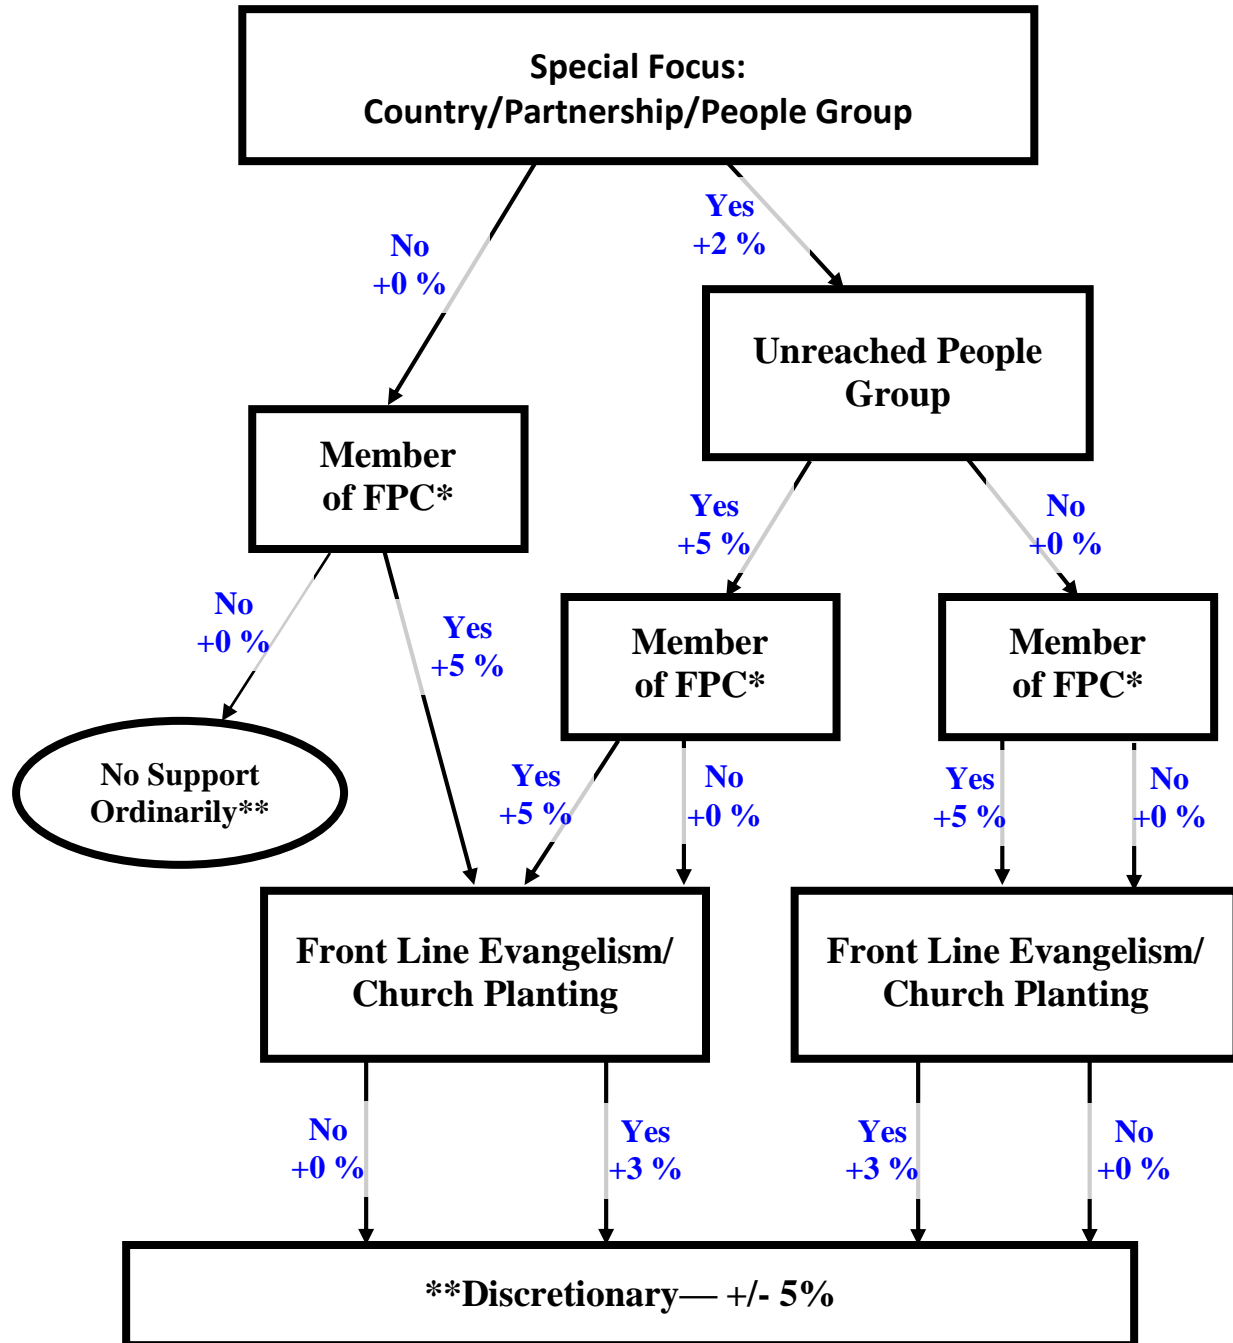 Special Focus:
Country/Partnership/People Group
No
+0 %
Yes
+2 %
Unreached People
Group
Member
of FPC*
Yes
+5 %
No
+0 %
No
+0 %
Yes
+5 %
Member
of FPC*
Member
of FPC*
No Support
Ordinarily**
Yes
+5 %
No
+0 %
Yes
+5 %
No
+0 %
Front Line Evangelism/
Church Planting
Front Line Evangelism/
Church Planting
No
+0 %
Yes
+3 %
Yes
+3 %
No
+0 %
**Discretionary— +/- 5%